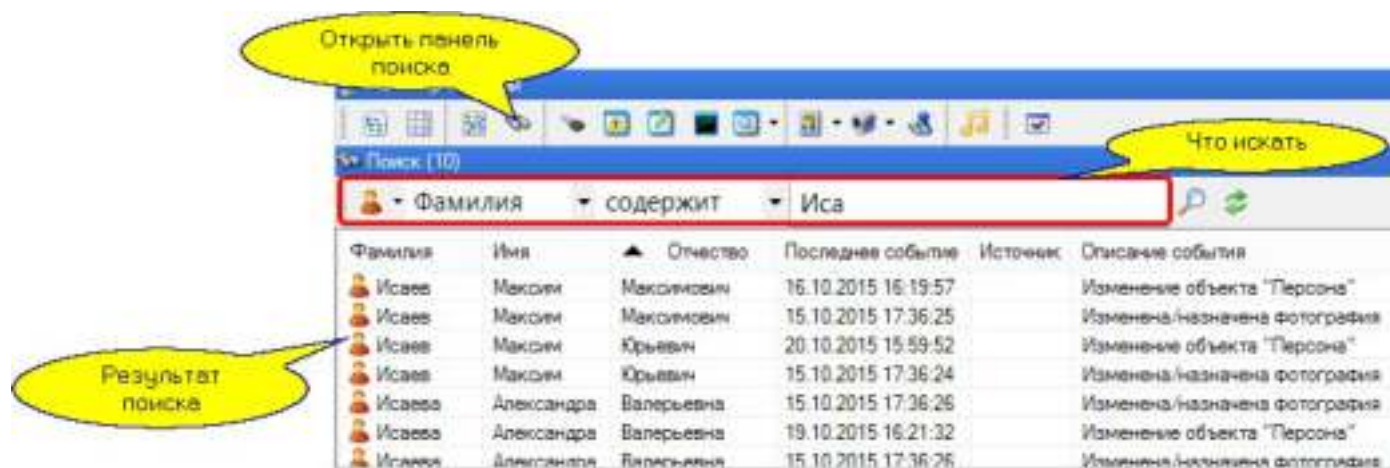 Открыть панель
поиска
Что искать
Поиск (10)
Фамилия содержит Иса
Фамилия Имя Отчество Последнее событие Источник Описание события
Исаев Максим Максимович 16.10.2015 16:19:57 Изменение объекта "Персона"
Исаев Максим Максимович 15.10.2015 17:36:25 Изменена/назначена фотография
Исаев Максим Юрьевич 20.10.2015 15:59:52 Изменение объекта "Персона"
Исаев Максим Юрьевич 15.10.2015 17:36:24 Изменена/назначена фотография
Исаева Александра Валерьевна 15.10.2015 17:36:26 Изменена/назначена фотография
Исаева Александра Валерьевна 19.10.2015 16:21:32 Изменение объекта "Персона"
Исаева Александра Валерьевна 15.10.2015 17:36:26 Изменена/назначена фотография
Результат
поиска